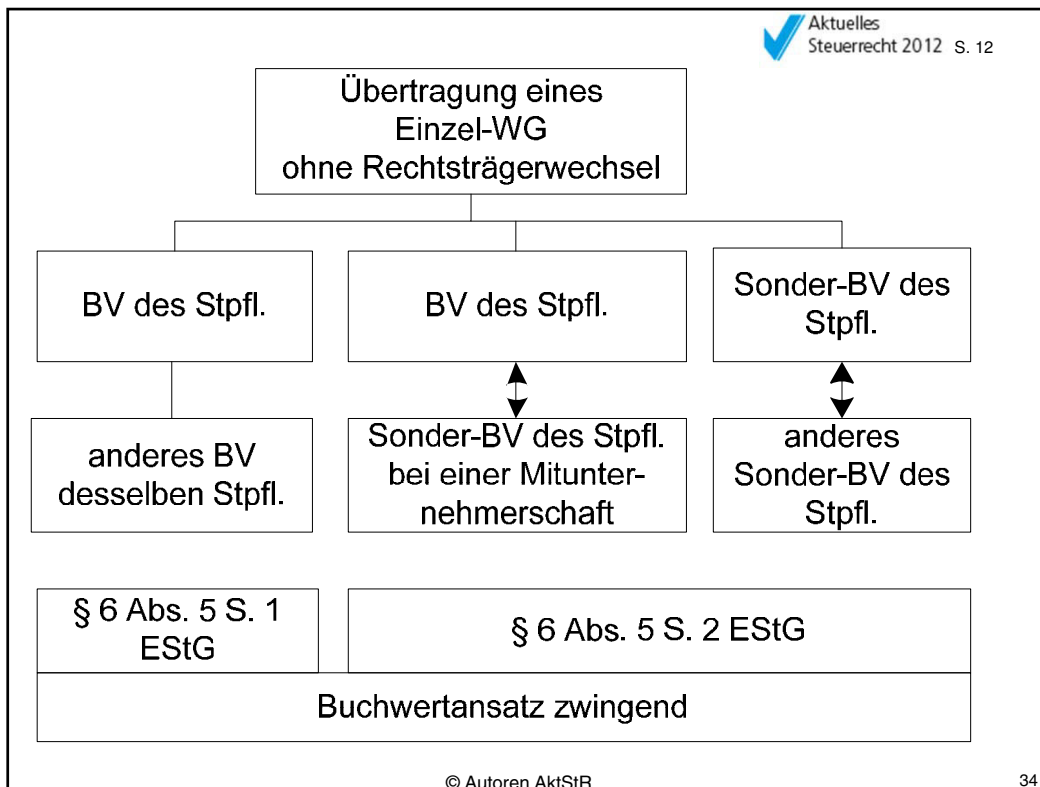 Aktuelles
Steuerrecht 2012 S. 12
Übertragung eines
Einzel-WG
ohne Rechtsträgerwechsel
BV des Stpfl.
BV des Stpfl.
Sonder-BV des
Stpfl.
anderes BV
desselben Stpfl.
Sonder-BV des Stpfl.
bei einer Mitunter-
nehmerschaft
anderes
Sonder-BV des
Stpfl.
§ 6 Abs. 5 S. 1
EStG
§ 6 Abs. 5 S. 2 EStG
Buchwertansatz zwingend
© Autoren AktStR
34